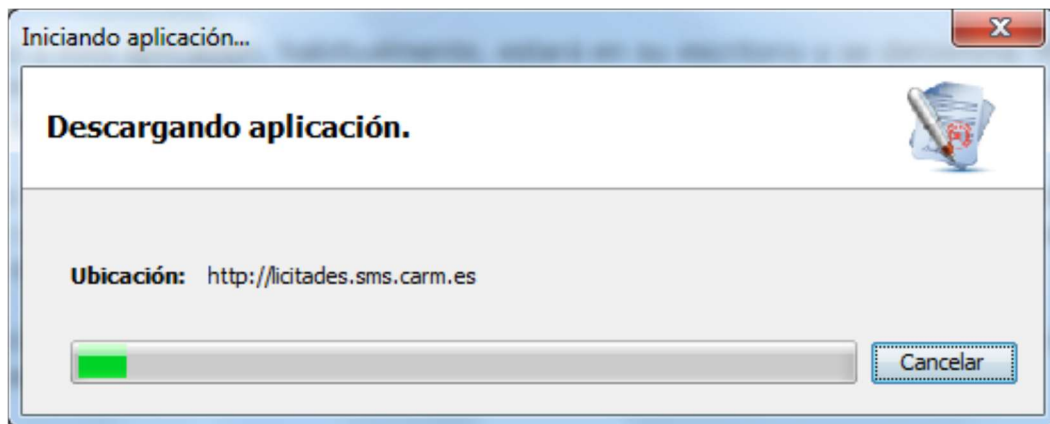 Iniciando aplicación...
Descargando aplicación.
Ubicación: http://licitades.sms.carm.es
Cancelar